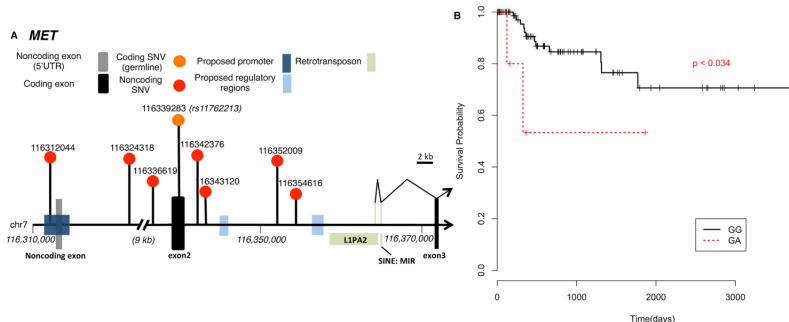 A MET
Noncoding exon (5'UTR)
Coding SNV (germline)
Proposed promoter
Retrotransposon
Coding exon
Noncoding SNV
Proposed regulatory regions
116339283 (rs11762213)
116312044
116324318
116336619
116342376
16343120
116352009
116354616
2 kb
chr7
116,310,000
(9 kb)
116,350,000
116,370,000
Noncoding exon
exon2
L1PA2
SINE: MIR
exon3
B
Survival Probability
1.0
0.8
0.6
0.4
0.2
0.0
p < 0.034
GG
GA
0
1000
2000
3000
Time(days)